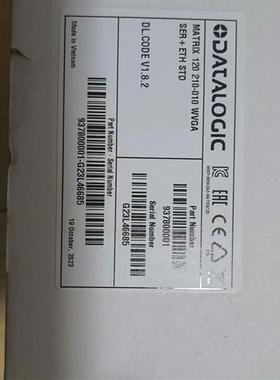 DATALOGIC
MATRIX 120 210-010 WVGA
SER + ETH STD
DL.CODE V1.8.2
Part Number
937800001
Serial Number
G23L46685
Part Number - Serial Number
937800001-G23L46685
Made in Vietnam
19 October, 2023